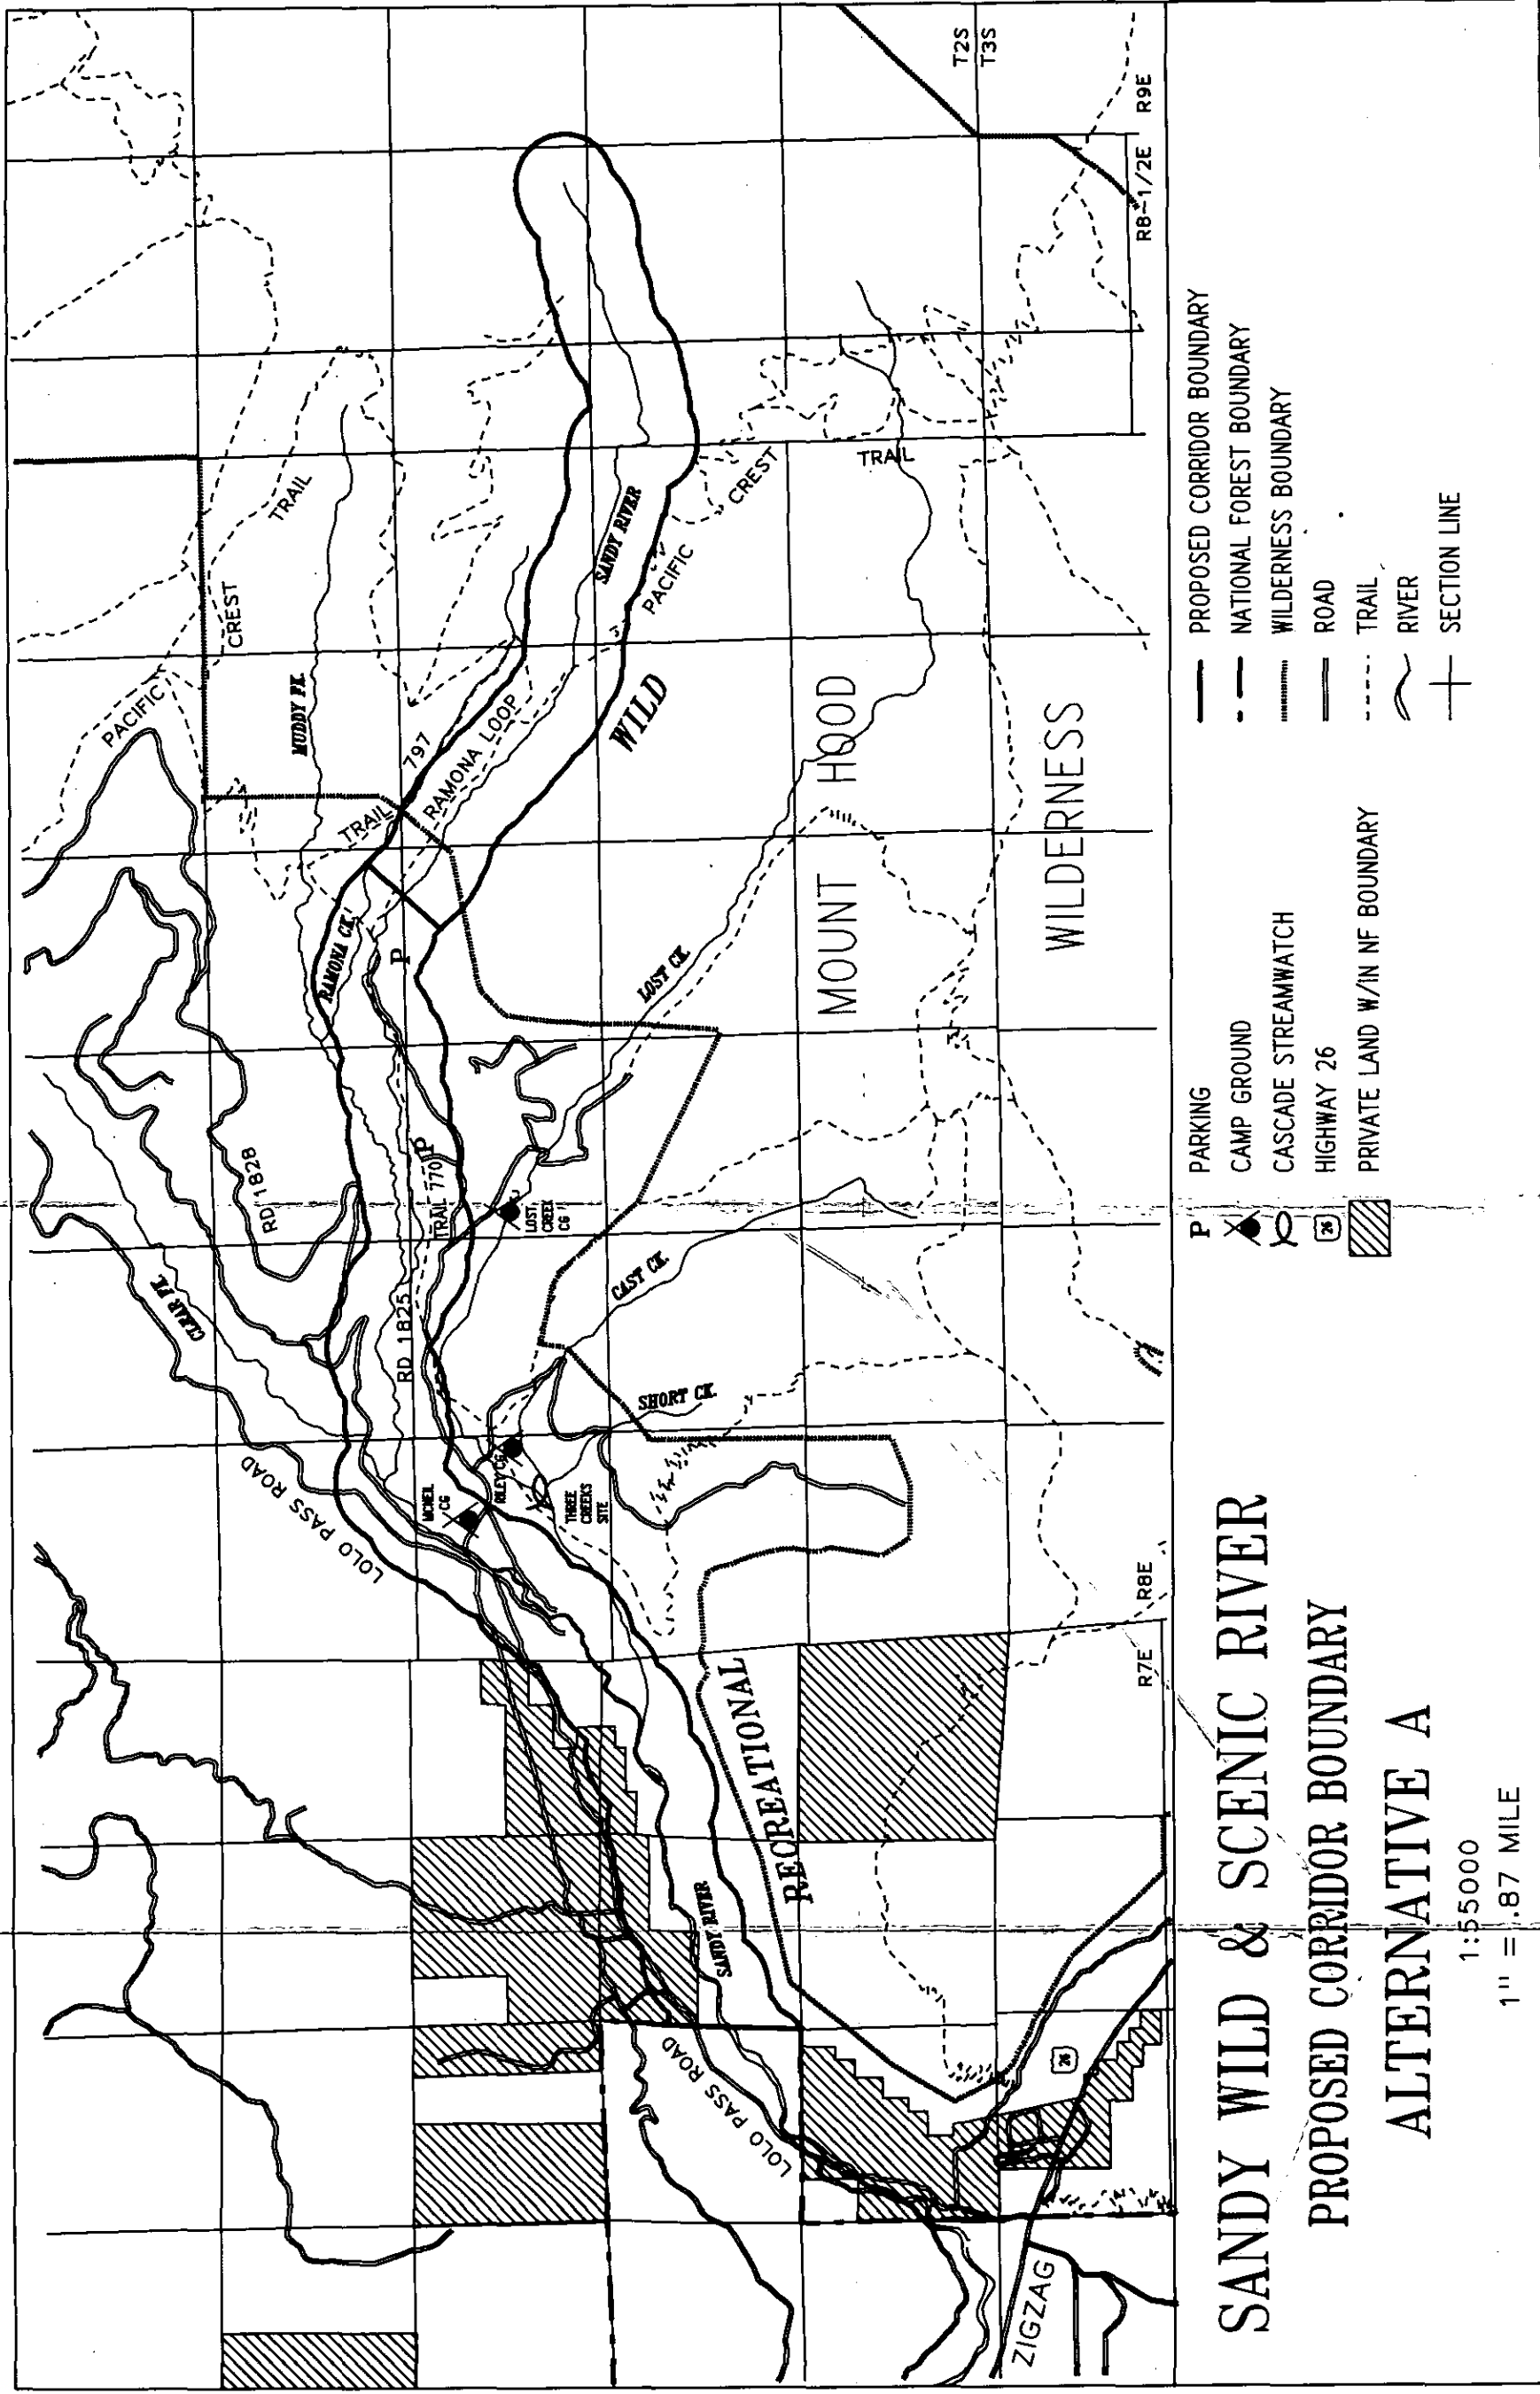 T2S
T3S
R9E
R8-1/2E
TRAIL
CREST
PACIFIC
MUDDY FK.
TRAIL
CREST
TRAIL
SANDY RIVER
PACIFIC
797
RAMONA LOOP
TRAIL
WILD
MOUNT HOOD
WILDERNESS
RAMONA CK.
P
LOST CK.
RD 1828
P
TRAIL 770
LOST
CREEK
CG
CLEAR FK.
CAST CK.
RD 1825
SHORT CK.
LOLO PASS ROAD
MCNEIL
CG
RILEY CG
THREE
CREEKS
SITE
R8E
R7E
RECREATIONAL
SANDY RIVER
LOLO PASS ROAD
26
ZIGZAG
SANDY WILD & SCENIC RIVER
PROPOSED CORRIDOR BOUNDARY
ALTERNATIVE A
1:55000
1" = .87 MILE
P PARKING
CAMP GROUND
CASCADE STREAMWATCH
26 HIGHWAY 26
PRIVATE LAND W/IN NF BOUNDARY
PROPOSED CORRIDOR BOUNDARY
NATIONAL FOREST BOUNDARY
WILDERNESS BOUNDARY
ROAD
TRAIL
RIVER
SECTION LINE